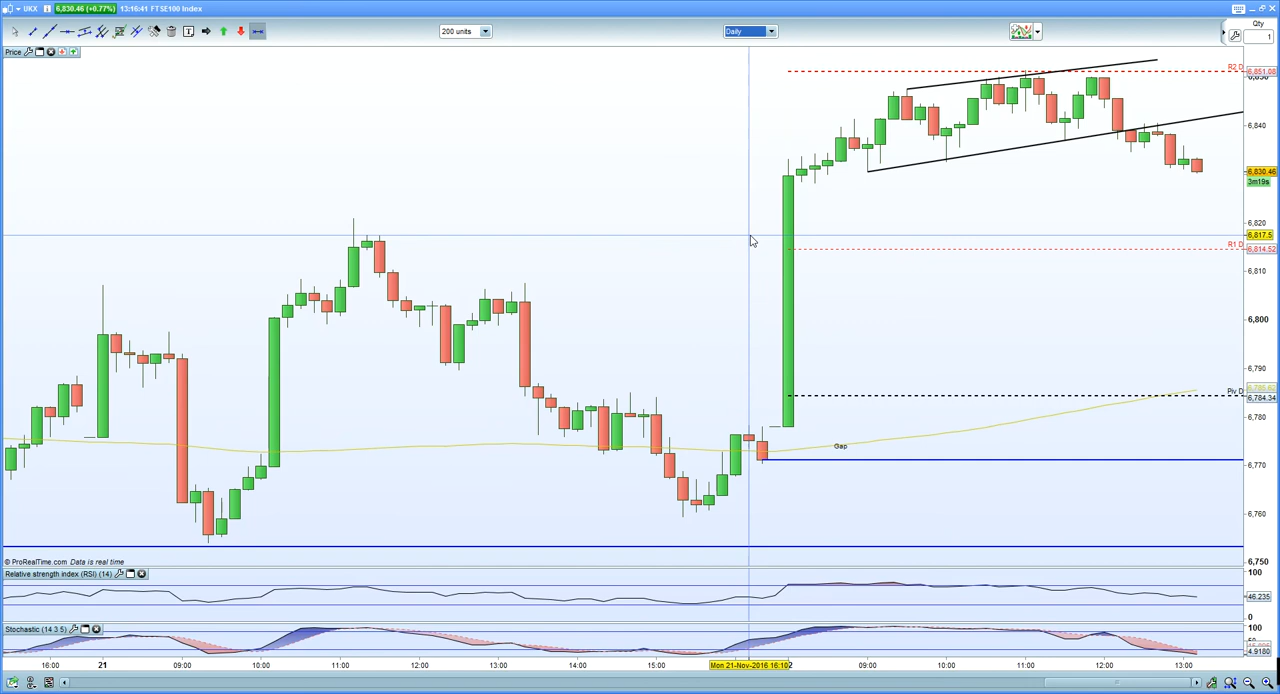 UKX 6,830.46 (+0.77%) 13:16:41 FTSE100 Index
200 units
Daily
Qty
1
Price
R2 D
6,851.08
6,840
6,830.46
3m19s
6,820
6,817.5
R1 D
6,814.52
6,810
6,800
6,790
Piv D
6,784.34
6,780
Gap
6,770
6,760
6,750
© ProRealTime.com Data is real time
Relative strength index (RSI) (14)
100
46.235
0
Stochastic (14 3 5)
100
4.9180
16:00 21 09:00 10:00 11:00 12:00 13:00 14:00 15:00 Mon 21-Nov-2016 16:10 2 09:00 10:00 11:00 12:00 13:00